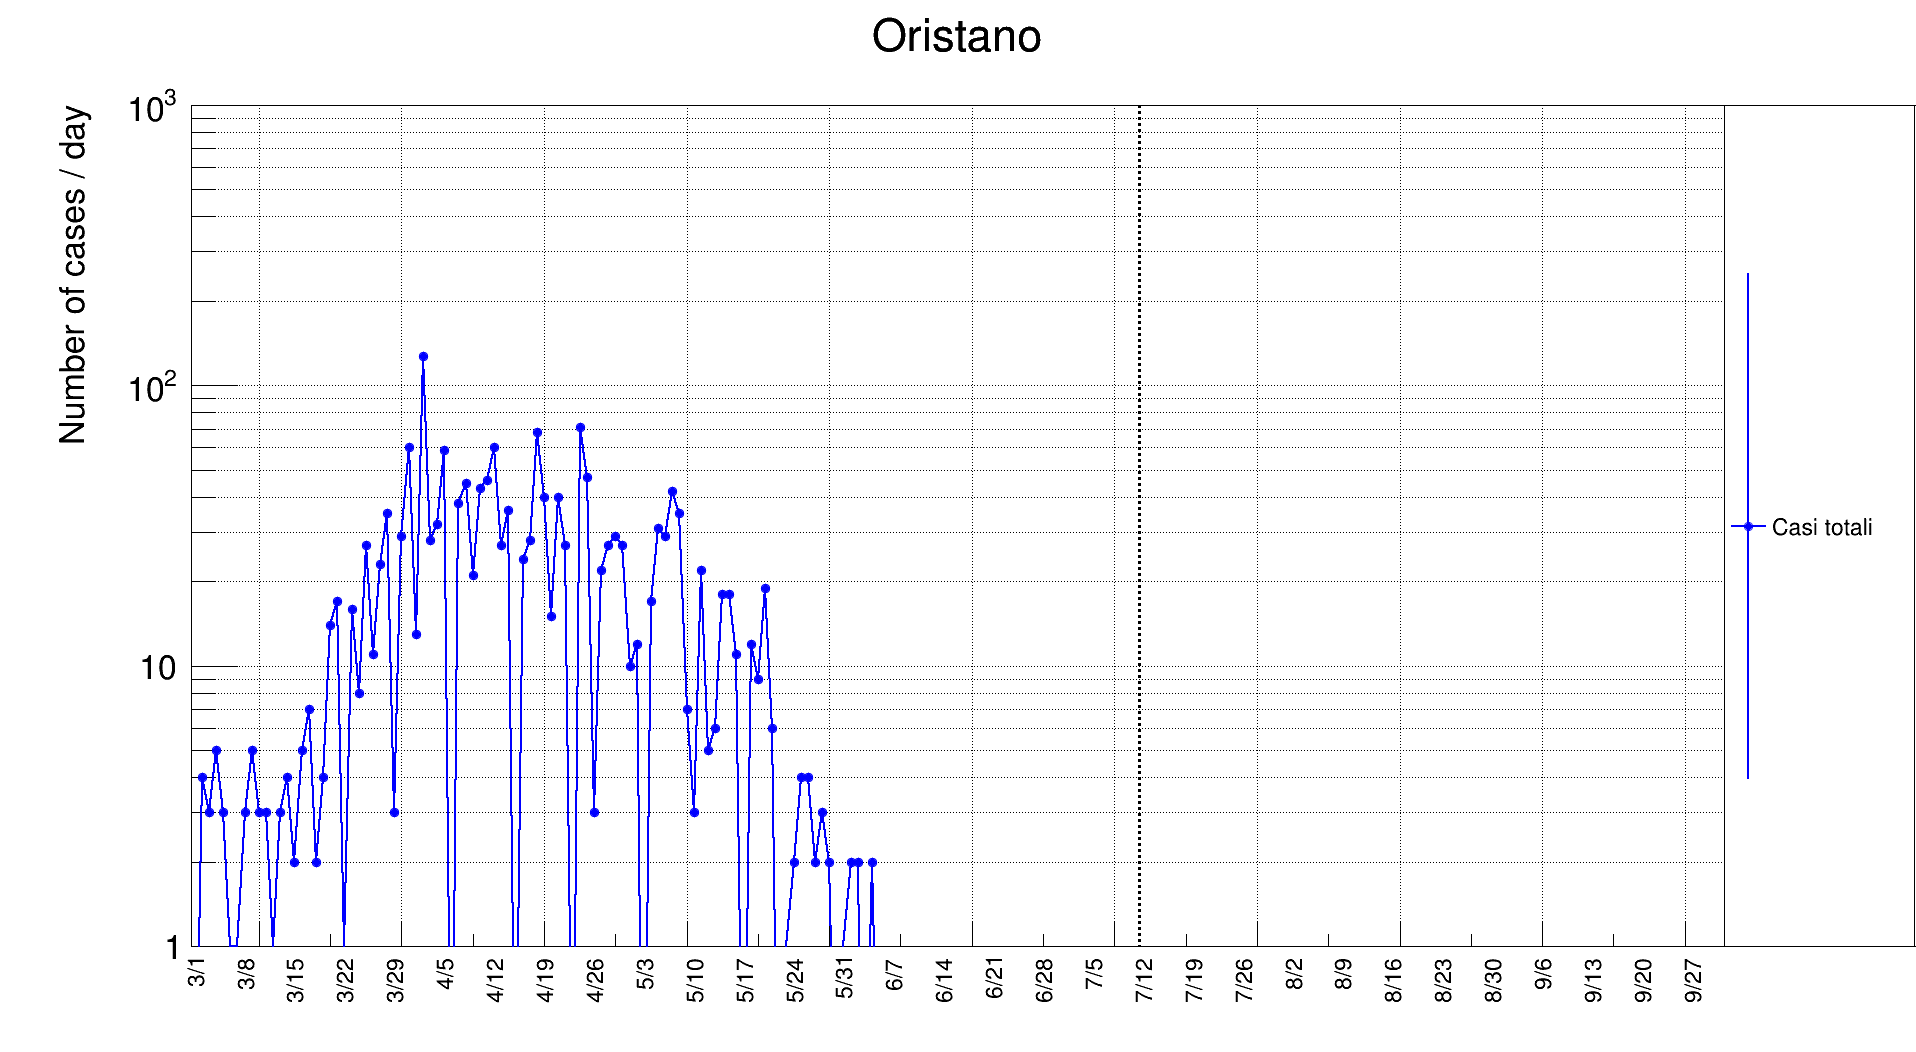 Oristano
Number of cases / day
10³
10²
10
1
3/1 3/8 3/15 3/22 3/29 4/5 4/12 4/19 4/26 5/3 5/10 5/17 5/24 5/31 6/7 6/14 6/21 6/28 7/5 7/12 7/19 7/26 8/2 8/9 8/16 8/23 8/30 9/6 9/13 9/20 9/27
Casi totali